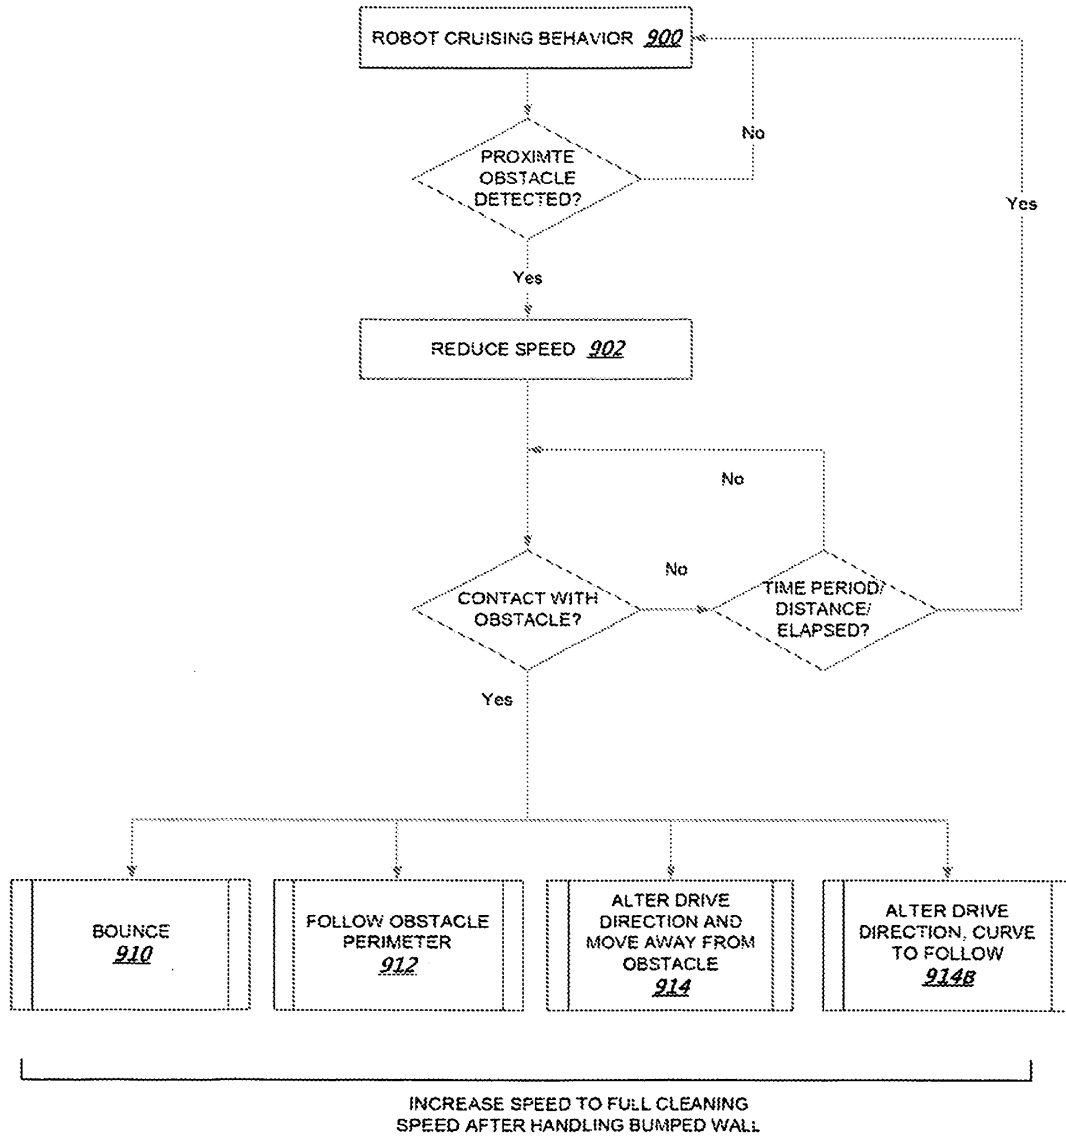 ROBOT CRUISING BEHAVIOR 900
No
PROXIMTE
OBSTACLE
DETECTED?
Yes
Yes
REDUCE SPEED 902
No
No
CONTACT WITH
OBSTACLE?
TIME PERIOD/
DISTANCE/
ELAPSED?
Yes
BOUNCE
910
FOLLOW OBSTACLE
PERIMETER
912
ALTER DRIVE
DIRECTION AND
MOVE AWAY FROM
OBSTACLE
914
ALTER DRIVE
DIRECTION, CURVE
TO FOLLOW
914B
INCREASE SPEED TO FULL CLEANING
SPEED AFTER HANDLING BUMPED WALL